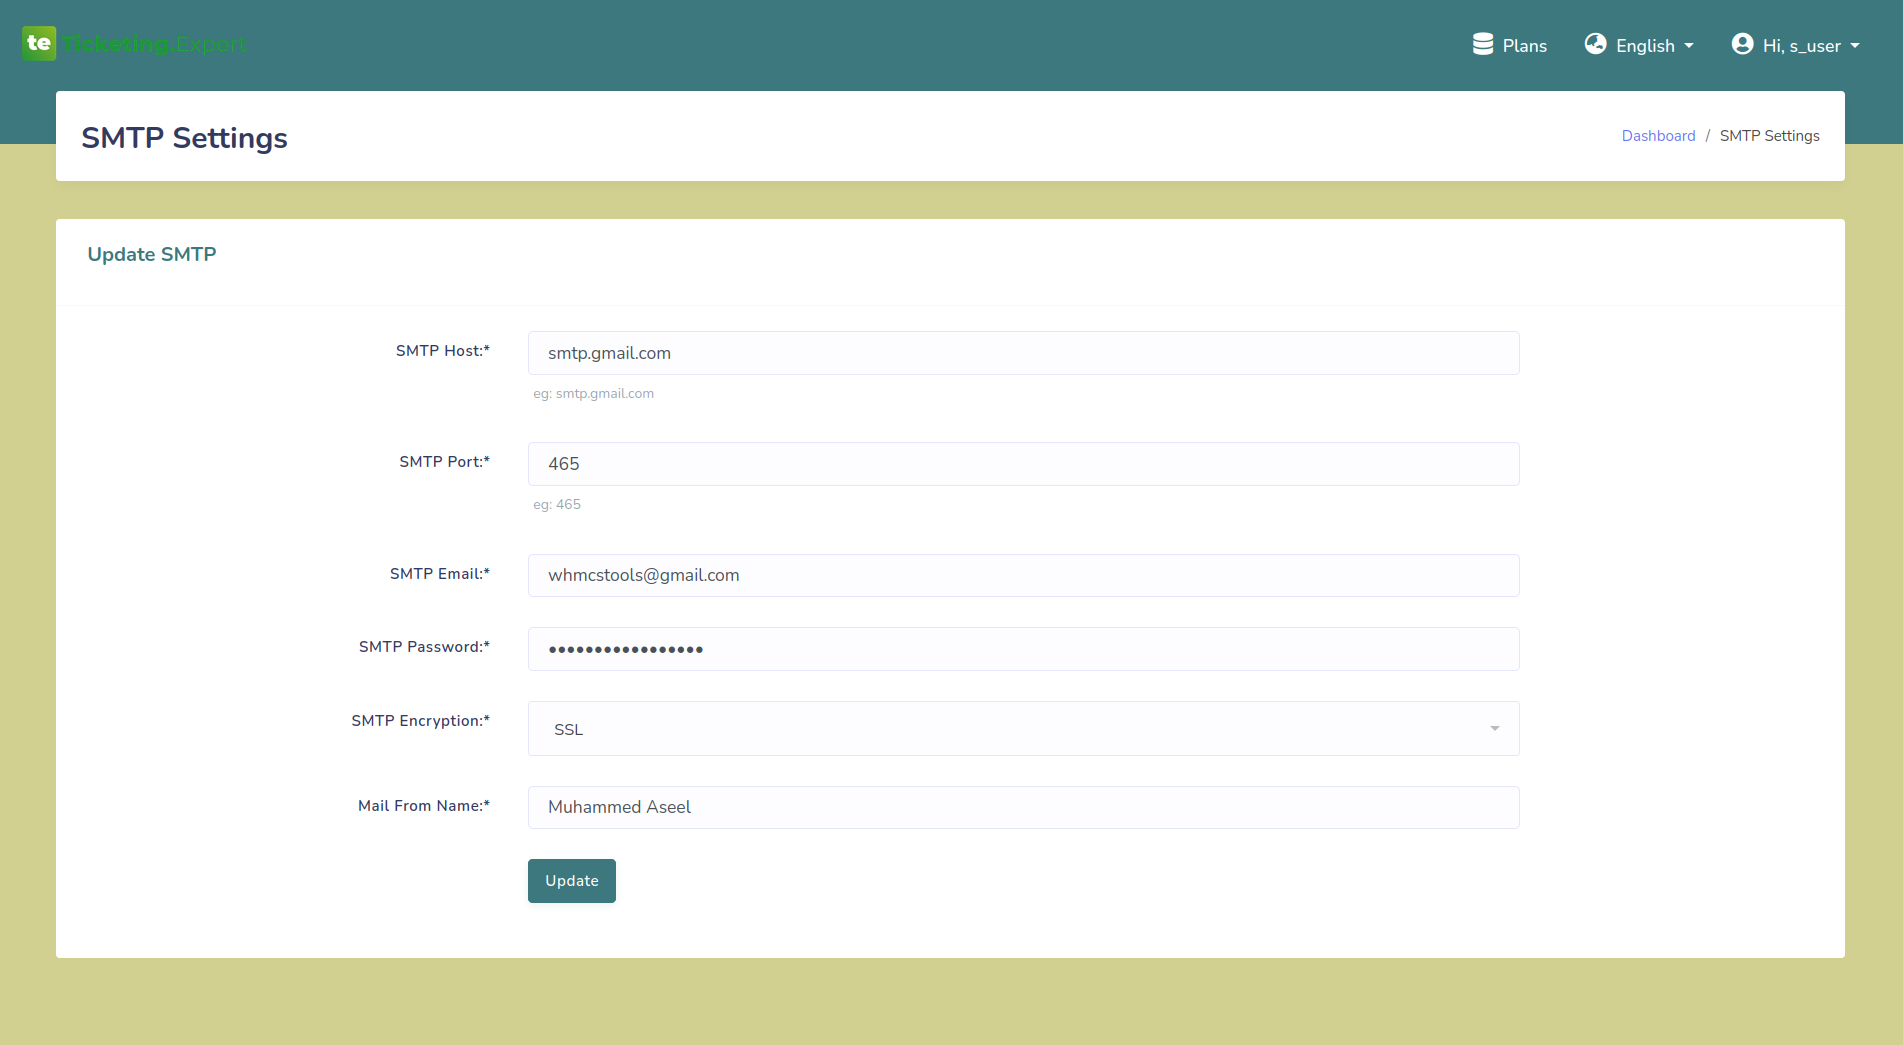 te Ticketing.Expert
Plans
English
Hi, s_user
SMTP Settings
Dashboard / SMTP Settings
Update SMTP
SMTP Host:*
smtp.gmail.com
eg: smtp.gmail.com
SMTP Port:*
465
eg: 465
SMTP Email:*
whmcstools@gmail.com
SMTP Password:*
•••••••••••••••••
SMTP Encryption:*
SSL
Mail From Name:*
Muhammed Aseel
Update